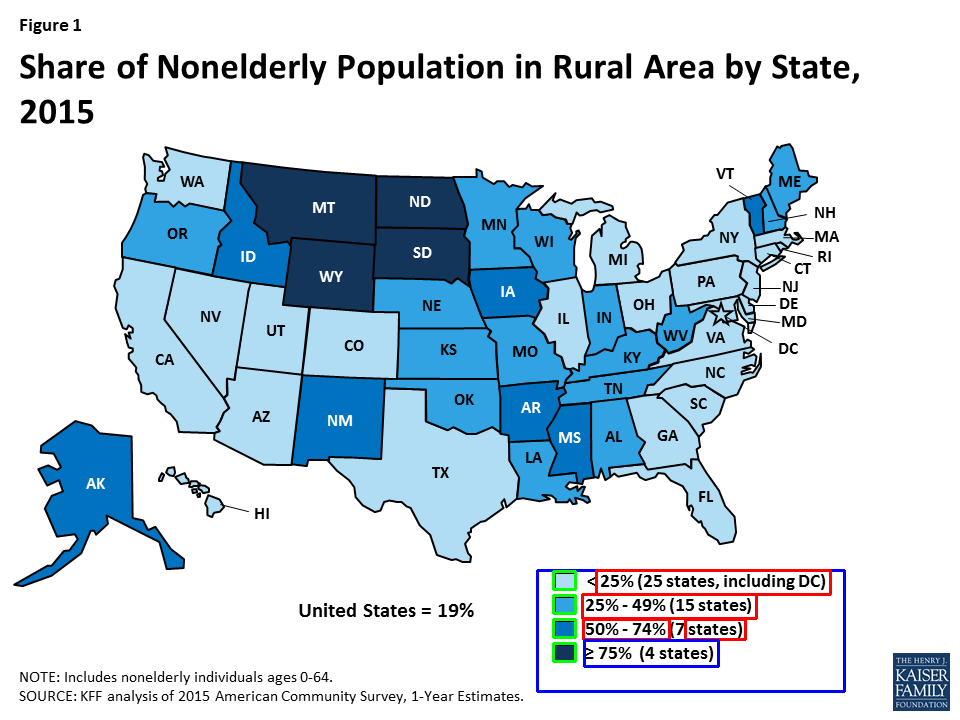 Figure 1
Share of Nonelderly Population in Rural Area by State,
2015
WA
MT
ND
MN
VT
ME
OR
ID
SD
WI
MI
NY
NH
MA
RI
CT
WY
IA
NE
PA
NJ
DE
MD
DC
NV
UT
CO
KS
MO
IL
IN
OH
WV
VA
KY
CA
AZ
NM
OK
AR
TN
NC
SC
MS
AL
GA
TX
LA
FL
AK
HI
< 25% (25 states, including DC)
25% - 49% (15 states)
50% - 74% (7 states)
≥ 75% (4 states)
United States = 19%
NOTE: Includes nonelderly individuals ages 0-64.
SOURCE: KFF analysis of 2015 American Community Survey, 1-Year Estimates.
THE HENRY J.
KAISER
FAMILY
FOUNDATION